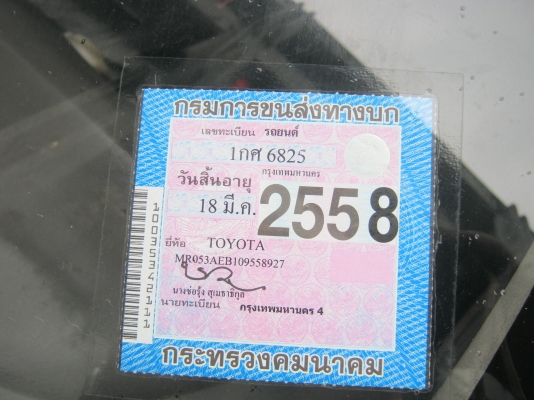 กรมการขนส่งทางบก
เลขทะเบียน รถยนต์
1กศ 6825
กรุงเทพมหานคร
วันสิ้นอายุ
18 มี.ค. 2558
ยี่ห้อ TOYOTA
MR053AEB109558927
นายทะเบียน กรุงเทพมหานคร 4
กระทรวงคมนาคม